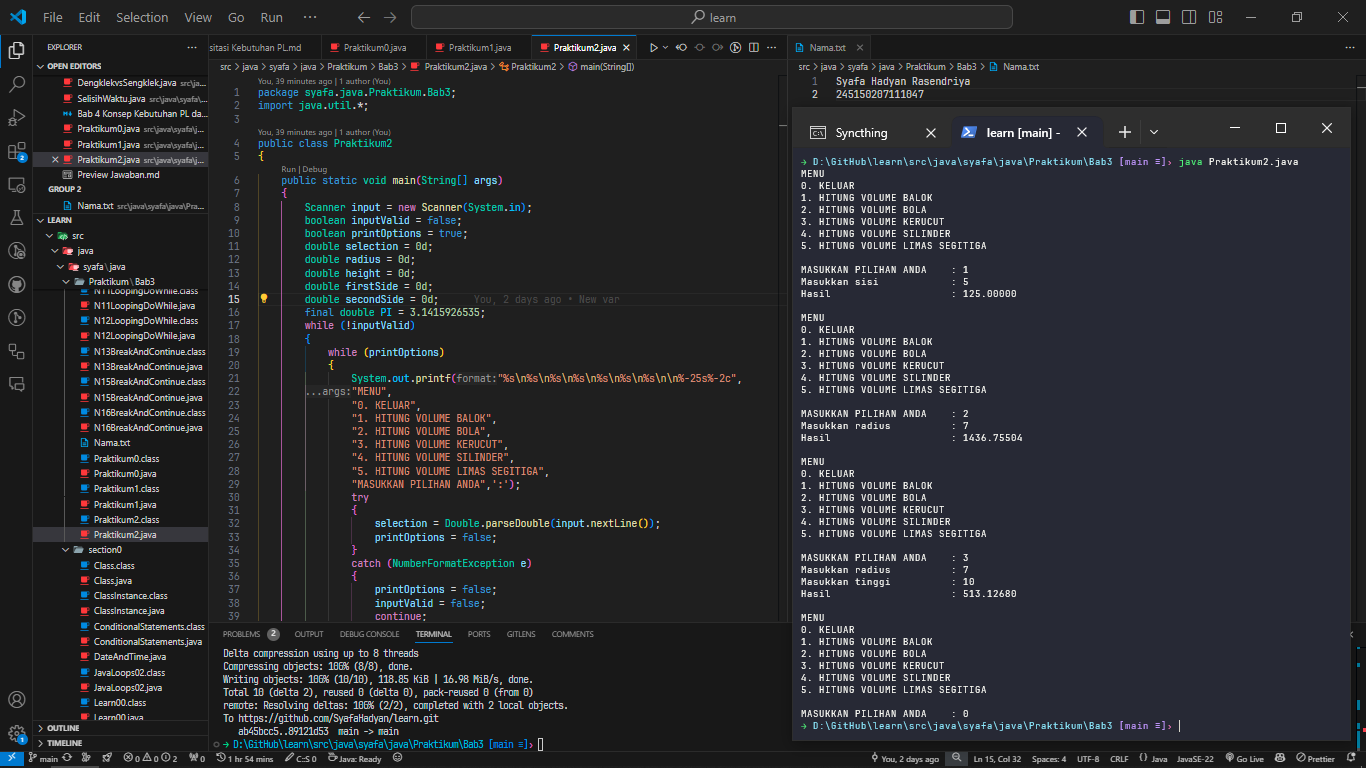 File Edit Selection View Go Run ···
learn
EXPLORER
OPEN EDITORS
DengklekvsSengklek.java src\ja...
SelisihWaktu.java src\java\syafa\...
Bab 4 Konsep Kebutuhan PL da...
Praktikum0.java src\java\syafa\j...
Praktikum1.java src\java\syafa\j...
Praktikum2.java src\java\syafa\j...
Preview Jawaban.md
GROUP 2
Nama.txt src\java\syafa\java\Pra...
LEARN
src
java
syafa \ java
Praktikum \ Bab3
N11LoopingDoWhile.class
N11LoopingDoWhile.java
N12LoopingDoWhile.class
N12LoopingDoWhile.java
N13BreakAndContinue.class
N13BreakAndContinue.java
N15BreakAndContinue.class
N15BreakAndContinue.java
N16BreakAndContinue.class
N16BreakAndContinue.java
Nama.txt
Praktikum0.class
Praktikum0.java
Praktikum1.class
Praktikum1.java
Praktikum2.class
Praktikum2.java
section0
Class.class
Class.java
ClassInstance.class
ClassInstance.java
ConditionalStatements.class
ConditionalStatements.java
DateAndTime.java
JavaLoops02.class
JavaLoops02.java
Learn00.class
Learn00.java
OUTLINE
TIMELINE
sitasi Kebutuhan PL.md Praktikum0.java Praktikum1.java Praktikum2.java
src > java > syafa > java > Praktikum > Bab3 > Praktikum2.java > Praktikum2 > main(String[])
You, 39 minutes ago | 1 author (You)
1 package syafa.java.Praktikum.Bab3;
2 import java.util.*;
3
You, 39 minutes ago | 1 author (You)
4 public class Praktikum2
5 {
Run | Debug
6 public static void main(String[] args)
7 {
8 Scanner input = new Scanner(System.in);
9 boolean inputValid = false;
10 boolean printOptions = true;
11 double selection = 0d;
12 double radius = 0d;
13 double height = 0d;
14 double firstSide = 0d;
15 double secondSide = 0d; You, 2 days ago • New var
16 final double PI = 3.1415926535;
17 while (!inputValid)
18 {
19 while (printOptions)
20 {
21 System.out.printf(format:"%s\n%s\n%s\n%s\n%s\n%s\n%s\n\n%-25s%-2c",
22 ...args:"MENU",
23 "0. KELUAR",
24 "1. HITUNG VOLUME BALOK",
25 "2. HITUNG VOLUME BOLA",
26 "3. HITUNG VOLUME KERUCUT",
27 "4. HITUNG VOLUME SILINDER",
28 "5. HITUNG VOLUME LIMAS SEGITIGA",
29 "MASUKKAN PILIHAN ANDA",':');
30 try
31 {
32 selection = Double.parseDouble(input.nextLine());
33 printOptions = false;
34 }
35 catch (NumberFormatException e)
36 {
37 printOptions = false;
38 inputValid = false;
39 continue;
PROBLEMS 2 OUTPUT DEBUG CONSOLE TERMINAL PORTS GITLENS COMMENTS
Delta compression using up to 8 threads
Compressing objects: 100% (8/8), done.
Writing objects: 100% (10/10), 118.85 KiB | 16.98 MiB/s, done.
Total 10 (delta 2), reused 0 (delta 0), pack-reused 0 (from 0)
remote: Resolving deltas: 100% (2/2), completed with 2 local objects.
To https://github.com/SyafaHadyan/learn.git
ab45bcc5..89121d53 main -> main
D:\GitHub\learn\src\java\syafa\java\Praktikum\Bab3 [main ≡]›
Nama.txt
src > java > syafa > java > Praktikum > Bab3 > Nama.txt
1 Syafa Hadyan Rasendriya
2 245150207111047
Syncthing
learn [main] -
D:\GitHub\learn\src\java\syafa\java\Praktikum\Bab3 [main ≡]› java Praktikum2.java
MENU
0. KELUAR
1. HITUNG VOLUME BALOK
2. HITUNG VOLUME BOLA
3. HITUNG VOLUME KERUCUT
4. HITUNG VOLUME SILINDER
5. HITUNG VOLUME LIMAS SEGITIGA
MASUKKAN PILIHAN ANDA : 1
Masukkan sisi : 5
Hasil : 125.00000
MENU
0. KELUAR
1. HITUNG VOLUME BALOK
2. HITUNG VOLUME BOLA
3. HITUNG VOLUME KERUCUT
4. HITUNG VOLUME SILINDER
5. HITUNG VOLUME LIMAS SEGITIGA
MASUKKAN PILIHAN ANDA : 2
Masukkan radius : 7
Hasil : 1436.75504
MENU
0. KELUAR
1. HITUNG VOLUME BALOK
2. HITUNG VOLUME BOLA
3. HITUNG VOLUME KERUCUT
4. HITUNG VOLUME SILINDER
5. HITUNG VOLUME LIMAS SEGITIGA
MASUKKAN PILIHAN ANDA : 3
Masukkan radius : 7
Masukkan tinggi : 10
Hasil : 513.12680
MENU
0. KELUAR
1. HITUNG VOLUME BALOK
2. HITUNG VOLUME BOLA
3. HITUNG VOLUME KERUCUT
4. HITUNG VOLUME SILINDER
5. HITUNG VOLUME LIMAS SEGITIGA
MASUKKAN PILIHAN ANDA : 0
D:\GitHub\learn\src\java\syafa\java\Praktikum\Bab3 [main ≡]›
main 0 0 2 0 1 hr 54 mins C::S 0 Java: Ready You, 2 days ago Ln 15, Col 32 Spaces: 4 UTF-8 CRLF {} Java JavaSE-22 Go Live Prettier